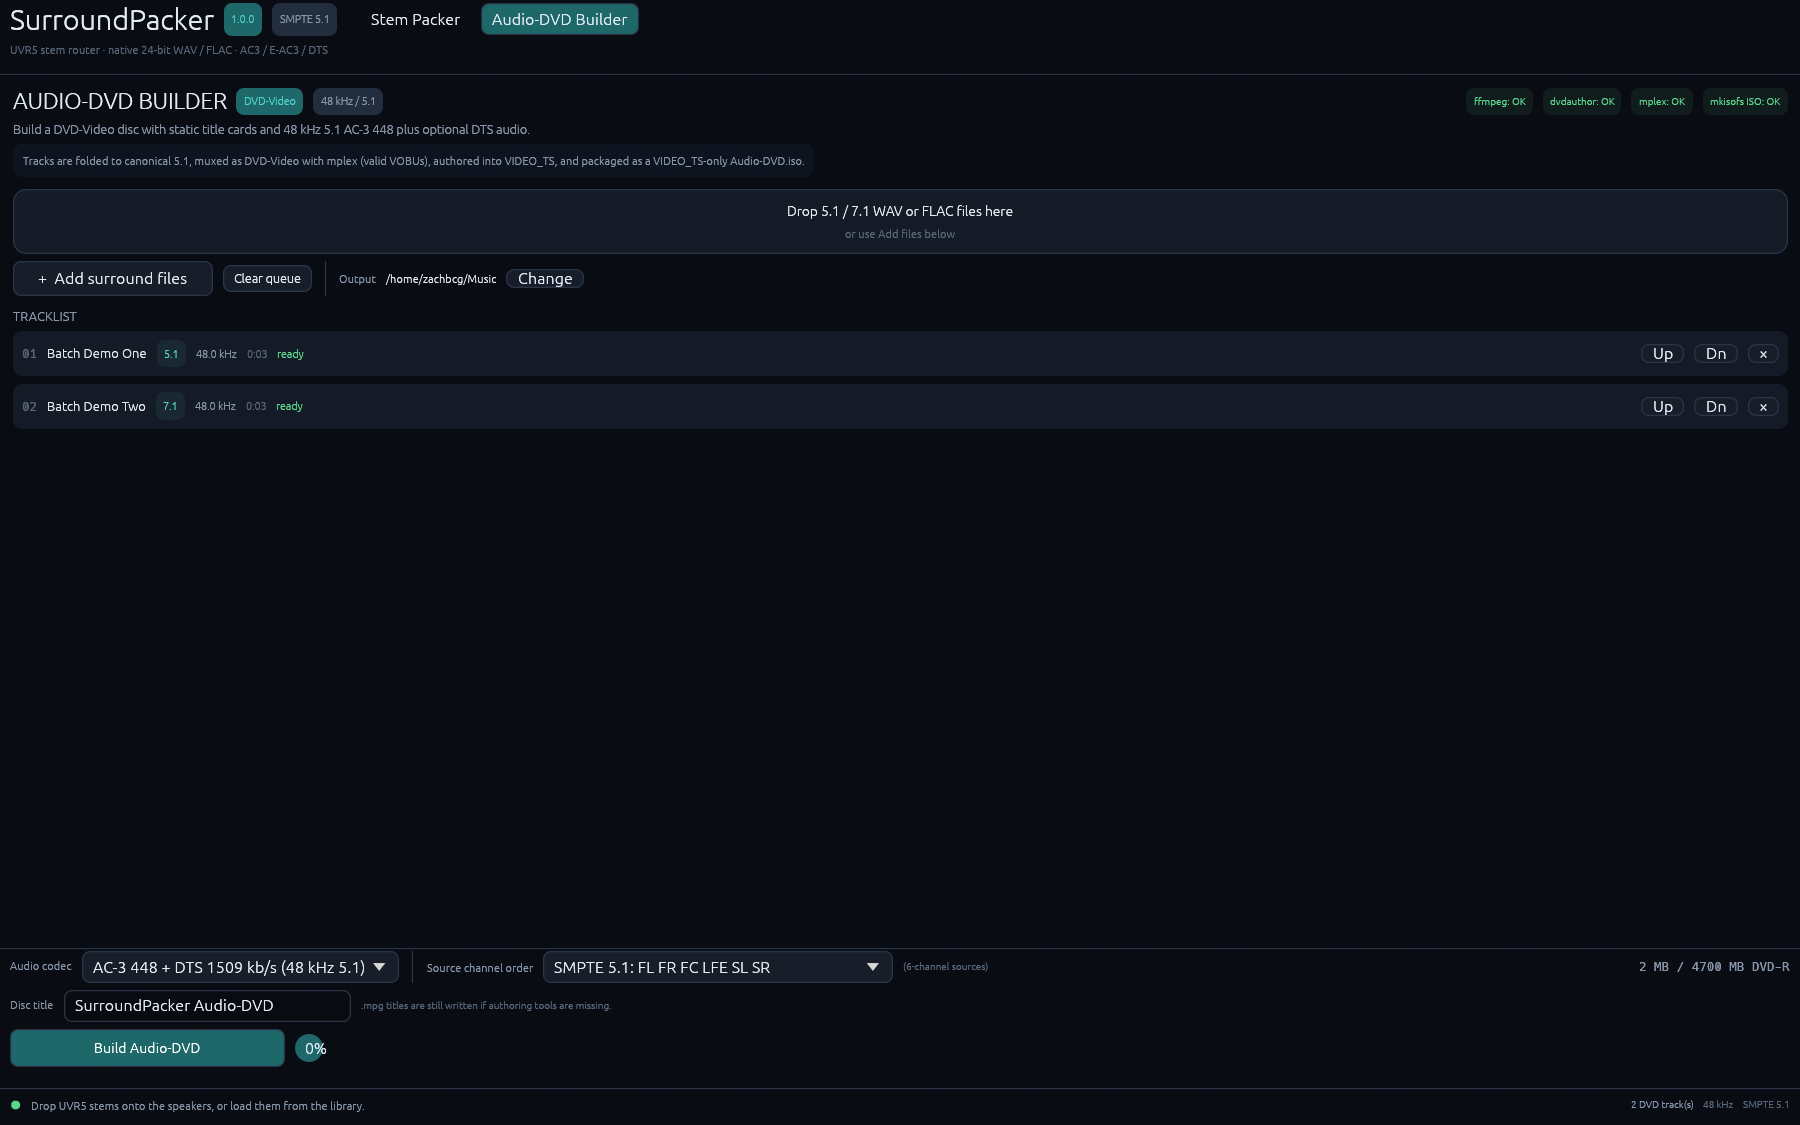 SurroundPacker 1.0.0 SMPTE 5.1 Stem Packer Audio-DVD Builder
UVR5 stem router · native 24-bit WAV / FLAC · AC3 / E-AC3 / DTS
AUDIO-DVD BUILDER DVD-Video 48 kHz / 5.1 ffmpeg: OK dvdauthor: OK mplex: OK mkisofs ISO: OK
Build a DVD-Video disc with static title cards and 48 kHz 5.1 AC-3 448 plus optional DTS audio.
Tracks are folded to canonical 5.1, muxed as DVD-Video with mplex (valid VOBUs), authored into VIDEO_TS, and packaged as a VIDEO_TS-only Audio-DVD.iso.
Drop 5.1 / 7.1 WAV or FLAC files here
or use Add files below
+ Add surround files Clear queue Output /home/zachbcg/Music Change
TRACKLIST
01 Batch Demo One 5.1 48.0 kHz 0:03 ready Up Dn ×
02 Batch Demo Two 7.1 48.0 kHz 0:03 ready Up Dn ×
Audio codec AC-3 448 + DTS 1509 kb/s (48 kHz 5.1) Source channel order SMPTE 5.1: FL FR FC LFE SL SR (6-channel sources) 2 MB / 4700 MB DVD-R
Disc title SurroundPacker Audio-DVD .mpg titles are still written if authoring tools are missing.
Build Audio-DVD 0%
Drop UVR5 stems onto the speakers, or load them from the library. 2 DVD track(s) 48 kHz SMPTE 5.1